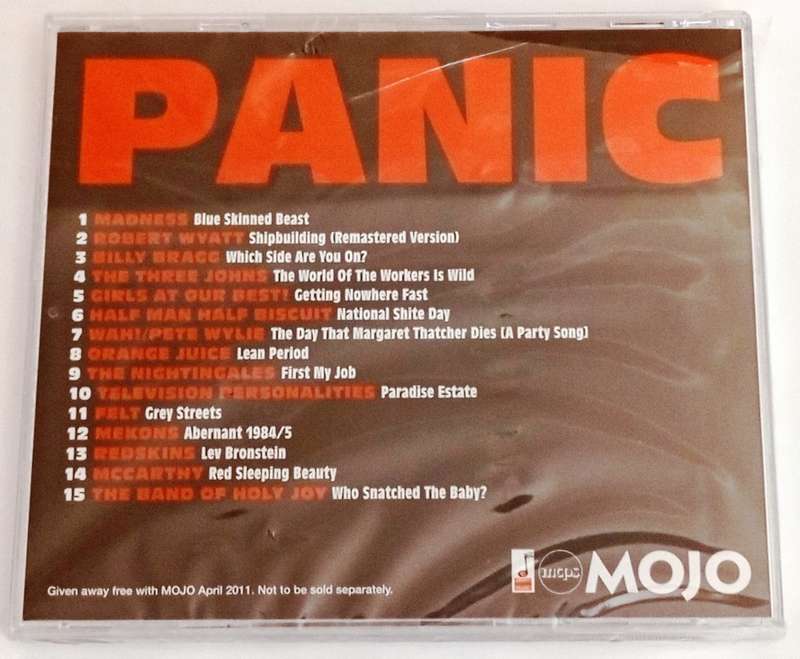 PANIC
1 MADNESS Blue Skinned Beast
2 ROBERT WYATT Shipbuilding (Remastered Version)
3 BILLY BRAGG Which Side Are You On?
4 THE THREE JOHNS The World Of The Workers Is Wild
5 GIRLS AT OUR BEST! Getting Nowhere Fast
6 HALF MAN HALF BISCUIT National Shite Day
7 WAH!/PETE WYLIE The Day That Margaret Thatcher Dies (A Party Song)
8 ORANGE JUICE Lean Period
9 THE NIGHTINGALES First My Job
10 TELEVISION PERSONALITIES Paradise Estate
11 FELT Grey Streets
12 MEKONS Abernant 1984/5
13 REDSKINS Lev Bronstein
14 MCCARTHY Red Sleeping Beauty
15 THE BAND OF HOLY JOY Who Snatched The Baby?
mcps MOJO
Given away free with MOJO April 2011. Not to be sold separately.